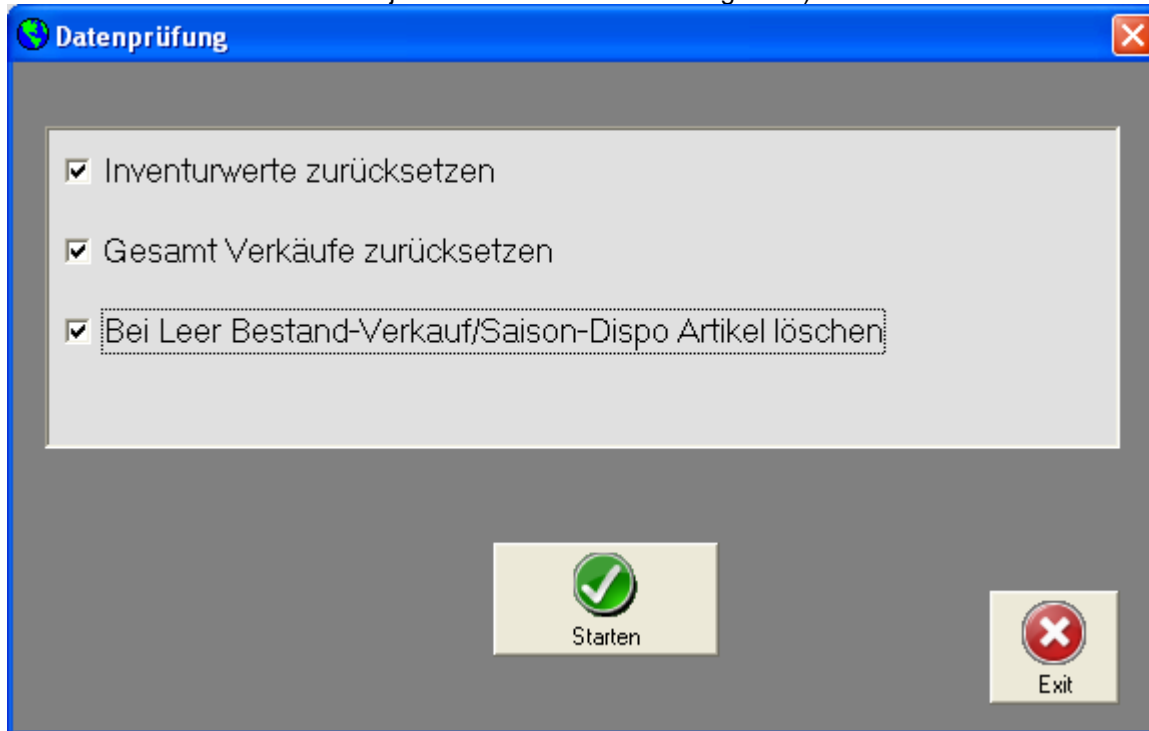 Datenprüfung
Inventurwerte zurücksetzen
Gesamt Verkäufe zurücksetzen
Bei Leer Bestand-Verkauf/Saison-Dispo Artikel löschen
Starten
Exit